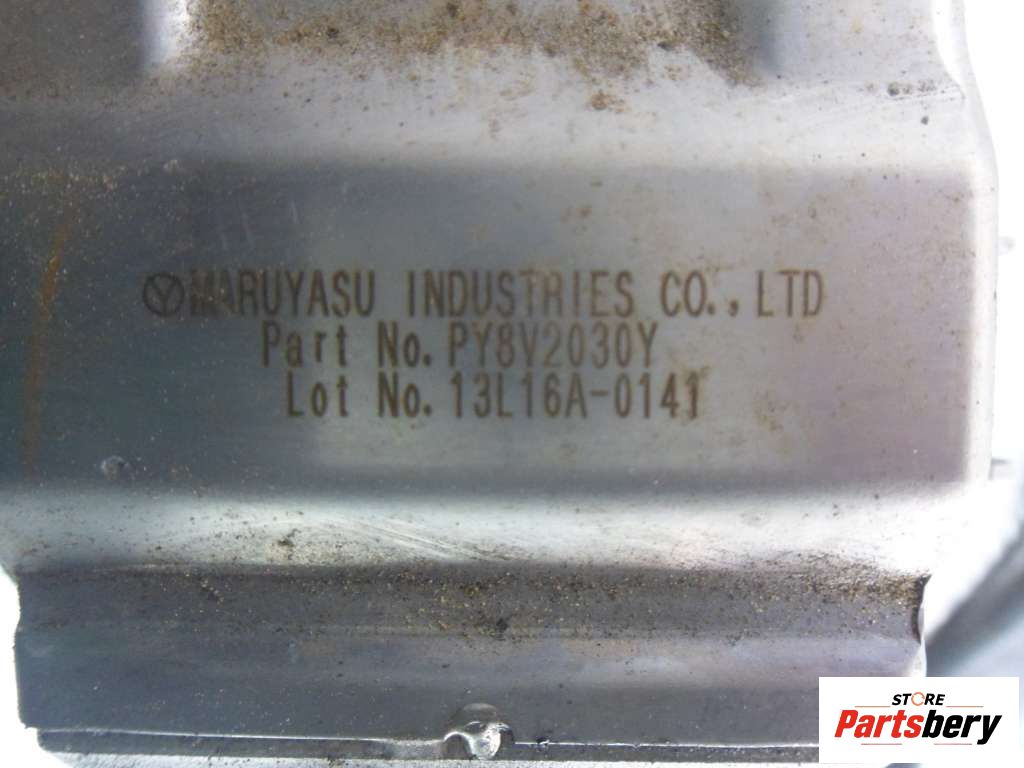 MARUYASU INDUSTRIES CO.,LTD
Part No. PY8V2030Y
Lot No. 13L16A-0141
STORE
Partsbery